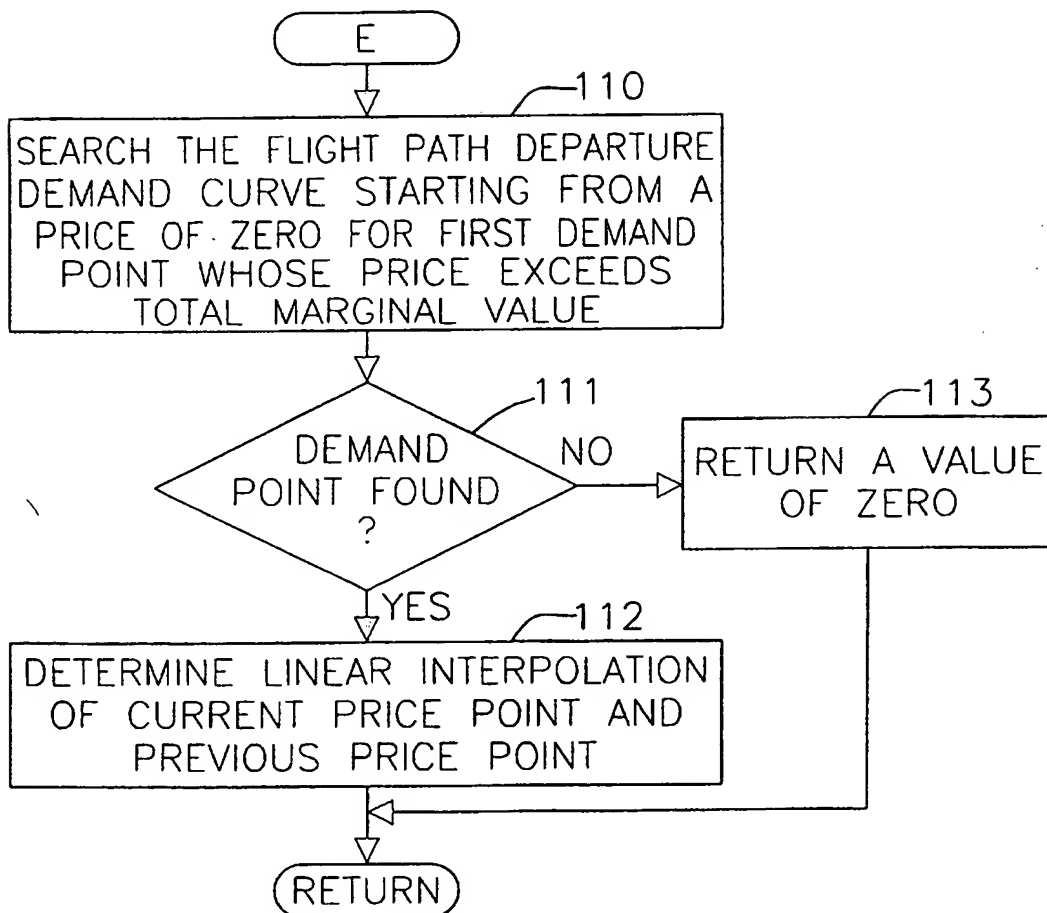 E
110
SEARCH THE FLIGHT PATH DEPARTURE
DEMAND CURVE STARTING FROM A
PRICE OF ZERO FOR FIRST DEMAND
POINT WHOSE PRICE EXCEEDS
TOTAL MARGINAL VALUE
111
DEMAND
POINT FOUND
?
NO
113
RETURN A VALUE
OF ZERO
YES
112
DETERMINE LINEAR INTERPOLATION
OF CURRENT PRICE POINT AND
PREVIOUS PRICE POINT
RETURN